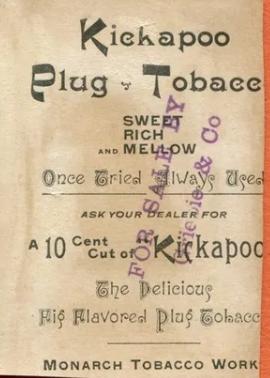 Kickapoo
Plug Tobacc
SWEET
RICH
AND MELLOW
Once Tried Always Used
ASK YOUR DEALER FOR
A 10 Cent Cut of Kickapoo
The Delicious
Fig Flavored Plug Tobacc
MONARCH TOBACCO WORK
FOR SALE BY
& Co